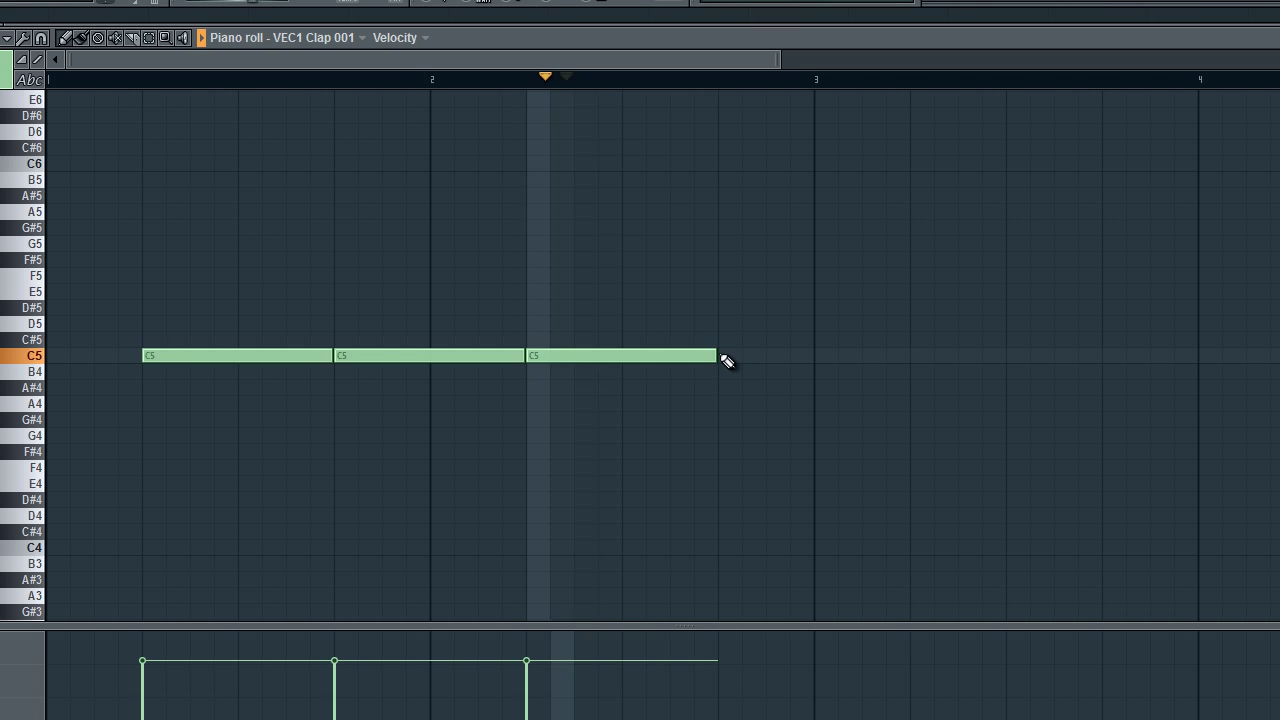 Piano roll - VEC1 Clap 001 Velocity
Abc 1 2 3 4
E6
D#6
D6
C#6
C6
B5
A#5
A5
G#5
G5
F#5
F5
E5
D#5
D5
C#5
C5 C5 C5 C5
B4
A#4
A4
G#4
G4
F#4
F4
E4
D#4
D4
C#4
C4
B3
A#3
A3
G#3